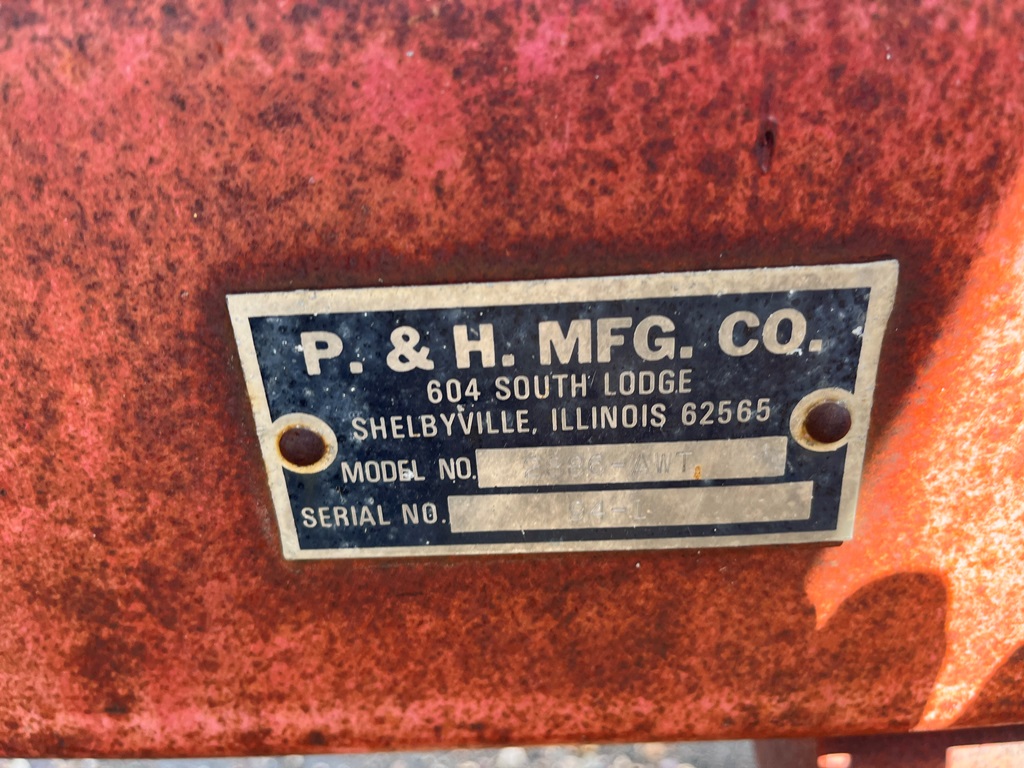 P. & H. MFG. CO.
604 SOUTH LODGE
SHELBYVILLE, ILLINOIS 62565
MODEL NO.
SERIAL NO.